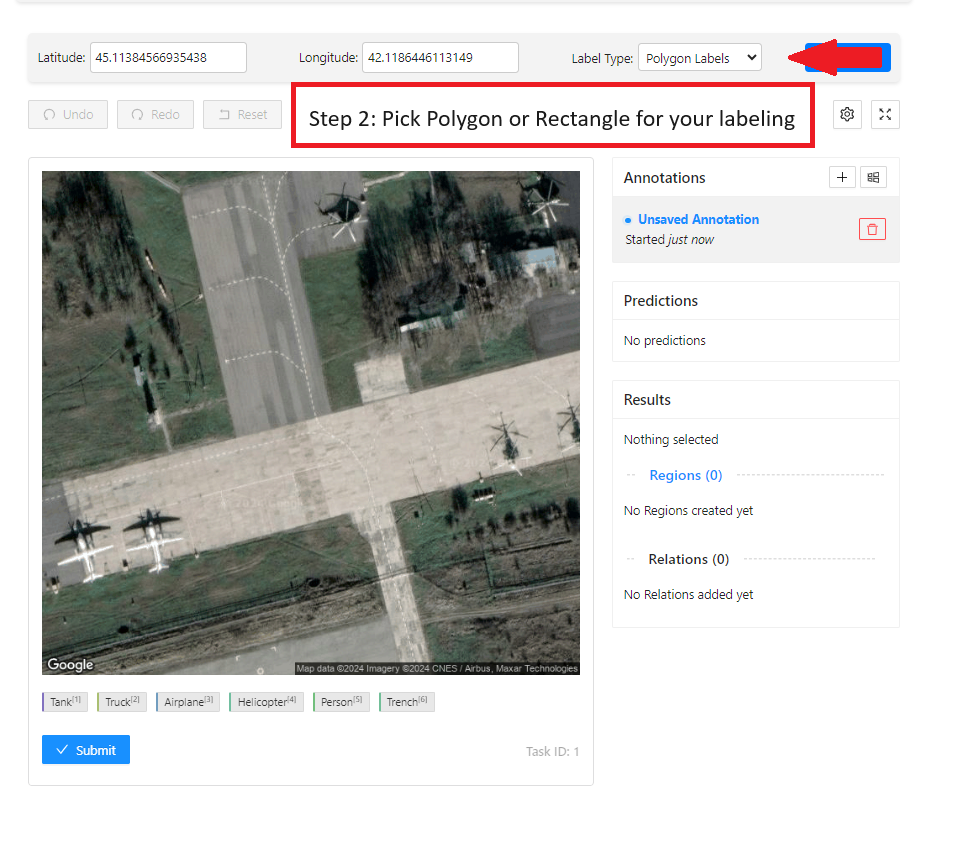 Latitude: 45.11384566935438 Longitude: 42.1186446113149 Label Type: Polygon Labels
Undo Redo Reset
Step 2: Pick Polygon or Rectangle for your labeling
Annotations
Unsaved Annotation
Started just now
Predictions
No predictions
Results
Nothing selected
Regions (0)
No Regions created yet
Relations (0)
No Relations added yet
Google
Map data ©2024 Imagery ©2024 CNES / Airbus, Maxar Technologies
Tank[1] Truck[2] Airplane[3] Helicopter[4] Person[5] Trench[6]
Submit
Task ID: 1